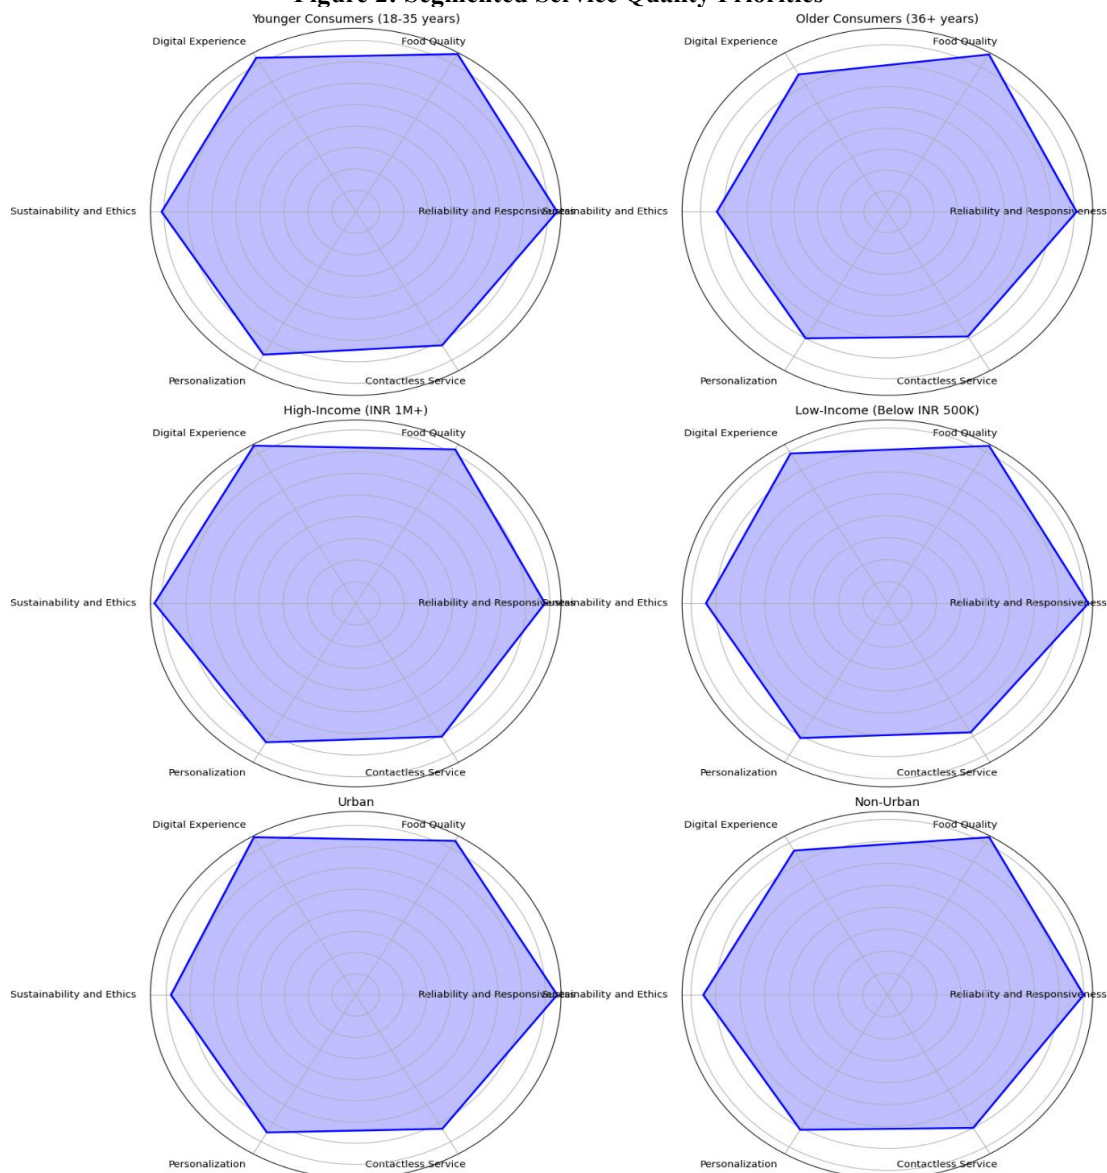 Figure 2: Segmented Service Quality Priorities
Younger Consumers (18-35 years)
Digital Experience
Food Quality
Sustainability and Ethics
Reliability and Responsiveness
Personalization
Contactless Service
Older Consumers (36+ years)
Digital Experience
Food Quality
Sustainability and Ethics
Reliability and Responsiveness
Personalization
Contactless Service
High-Income (INR 1M+)
Digital Experience
Food Quality
Sustainability and Ethics
Reliability and Responsiveness
Personalization
Contactless Service
Low-Income (Below INR 500K)
Digital Experience
Food Quality
Sustainability and Ethics
Reliability and Responsiveness
Personalization
Contactless Service
Urban
Digital Experience
Food Quality
Sustainability and Ethics
Reliability and Responsiveness
Personalization
Contactless Service
Non-Urban
Digital Experience
Food Quality
Sustainability and Ethics
Reliability and Responsiveness
Personalization
Contactless Service